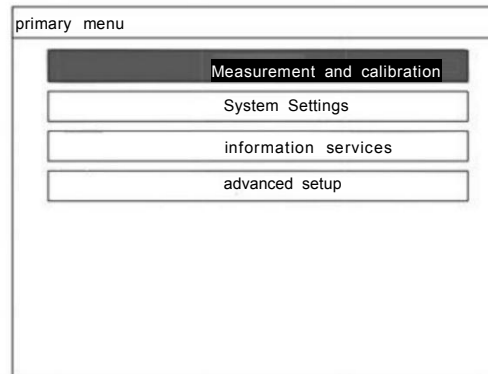 primary menu
Measurement and calibration
System Settings
information services
advanced setup